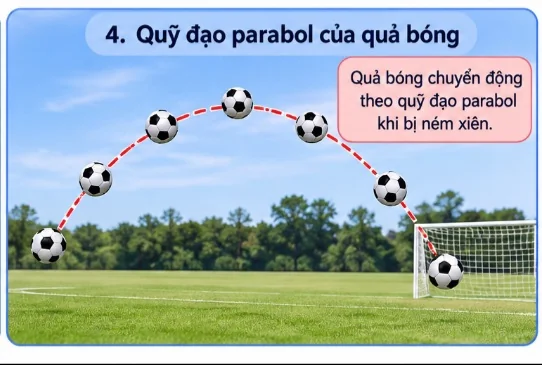 4. Quỹ đạo parabol của quả bóng
Quả bóng chuyển động
theo quỹ đạo parabol
khi bị ném xiên.